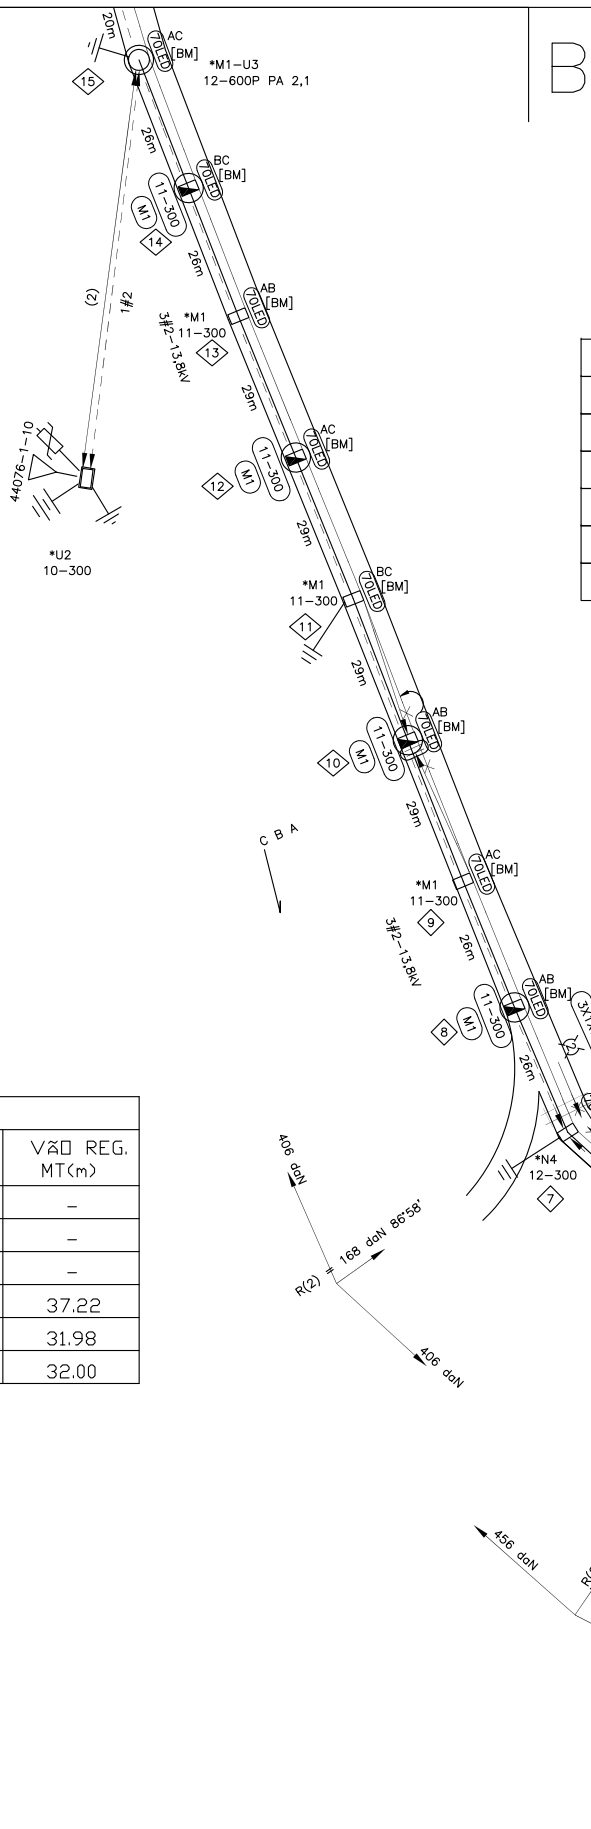 20m
AC
70LED
[BM]
B
*M1-U3
12-600P PA 2,1
15
26m
BC
70LED
[BM]
11-300
M1
14
26m
(2)
1#2
AB
70LED
[BM]
*M1
11-300
3#2-13,8kV
13
29m
AC
70LED
[BM]
11-300
M1
12
44076-1-10
29m
*U2
10-300
BC
70LED
[BM]
*M1
11-300
11
29m
AB
70LED
[BM]
11-300
M1
10
29m
C B A
AC
70LED
[BM]
*M1
11-300
9
3#2-13,8kV
26m
AB
70LED
[BM]
11-300
M1
8
26m
2
*N4
12-300
7
VÃO REG.
MT(m)
-
-
-
37.22
31.98
32.00
406 daN
168 daN 86°58'
R(2)
406 daN
456 daN